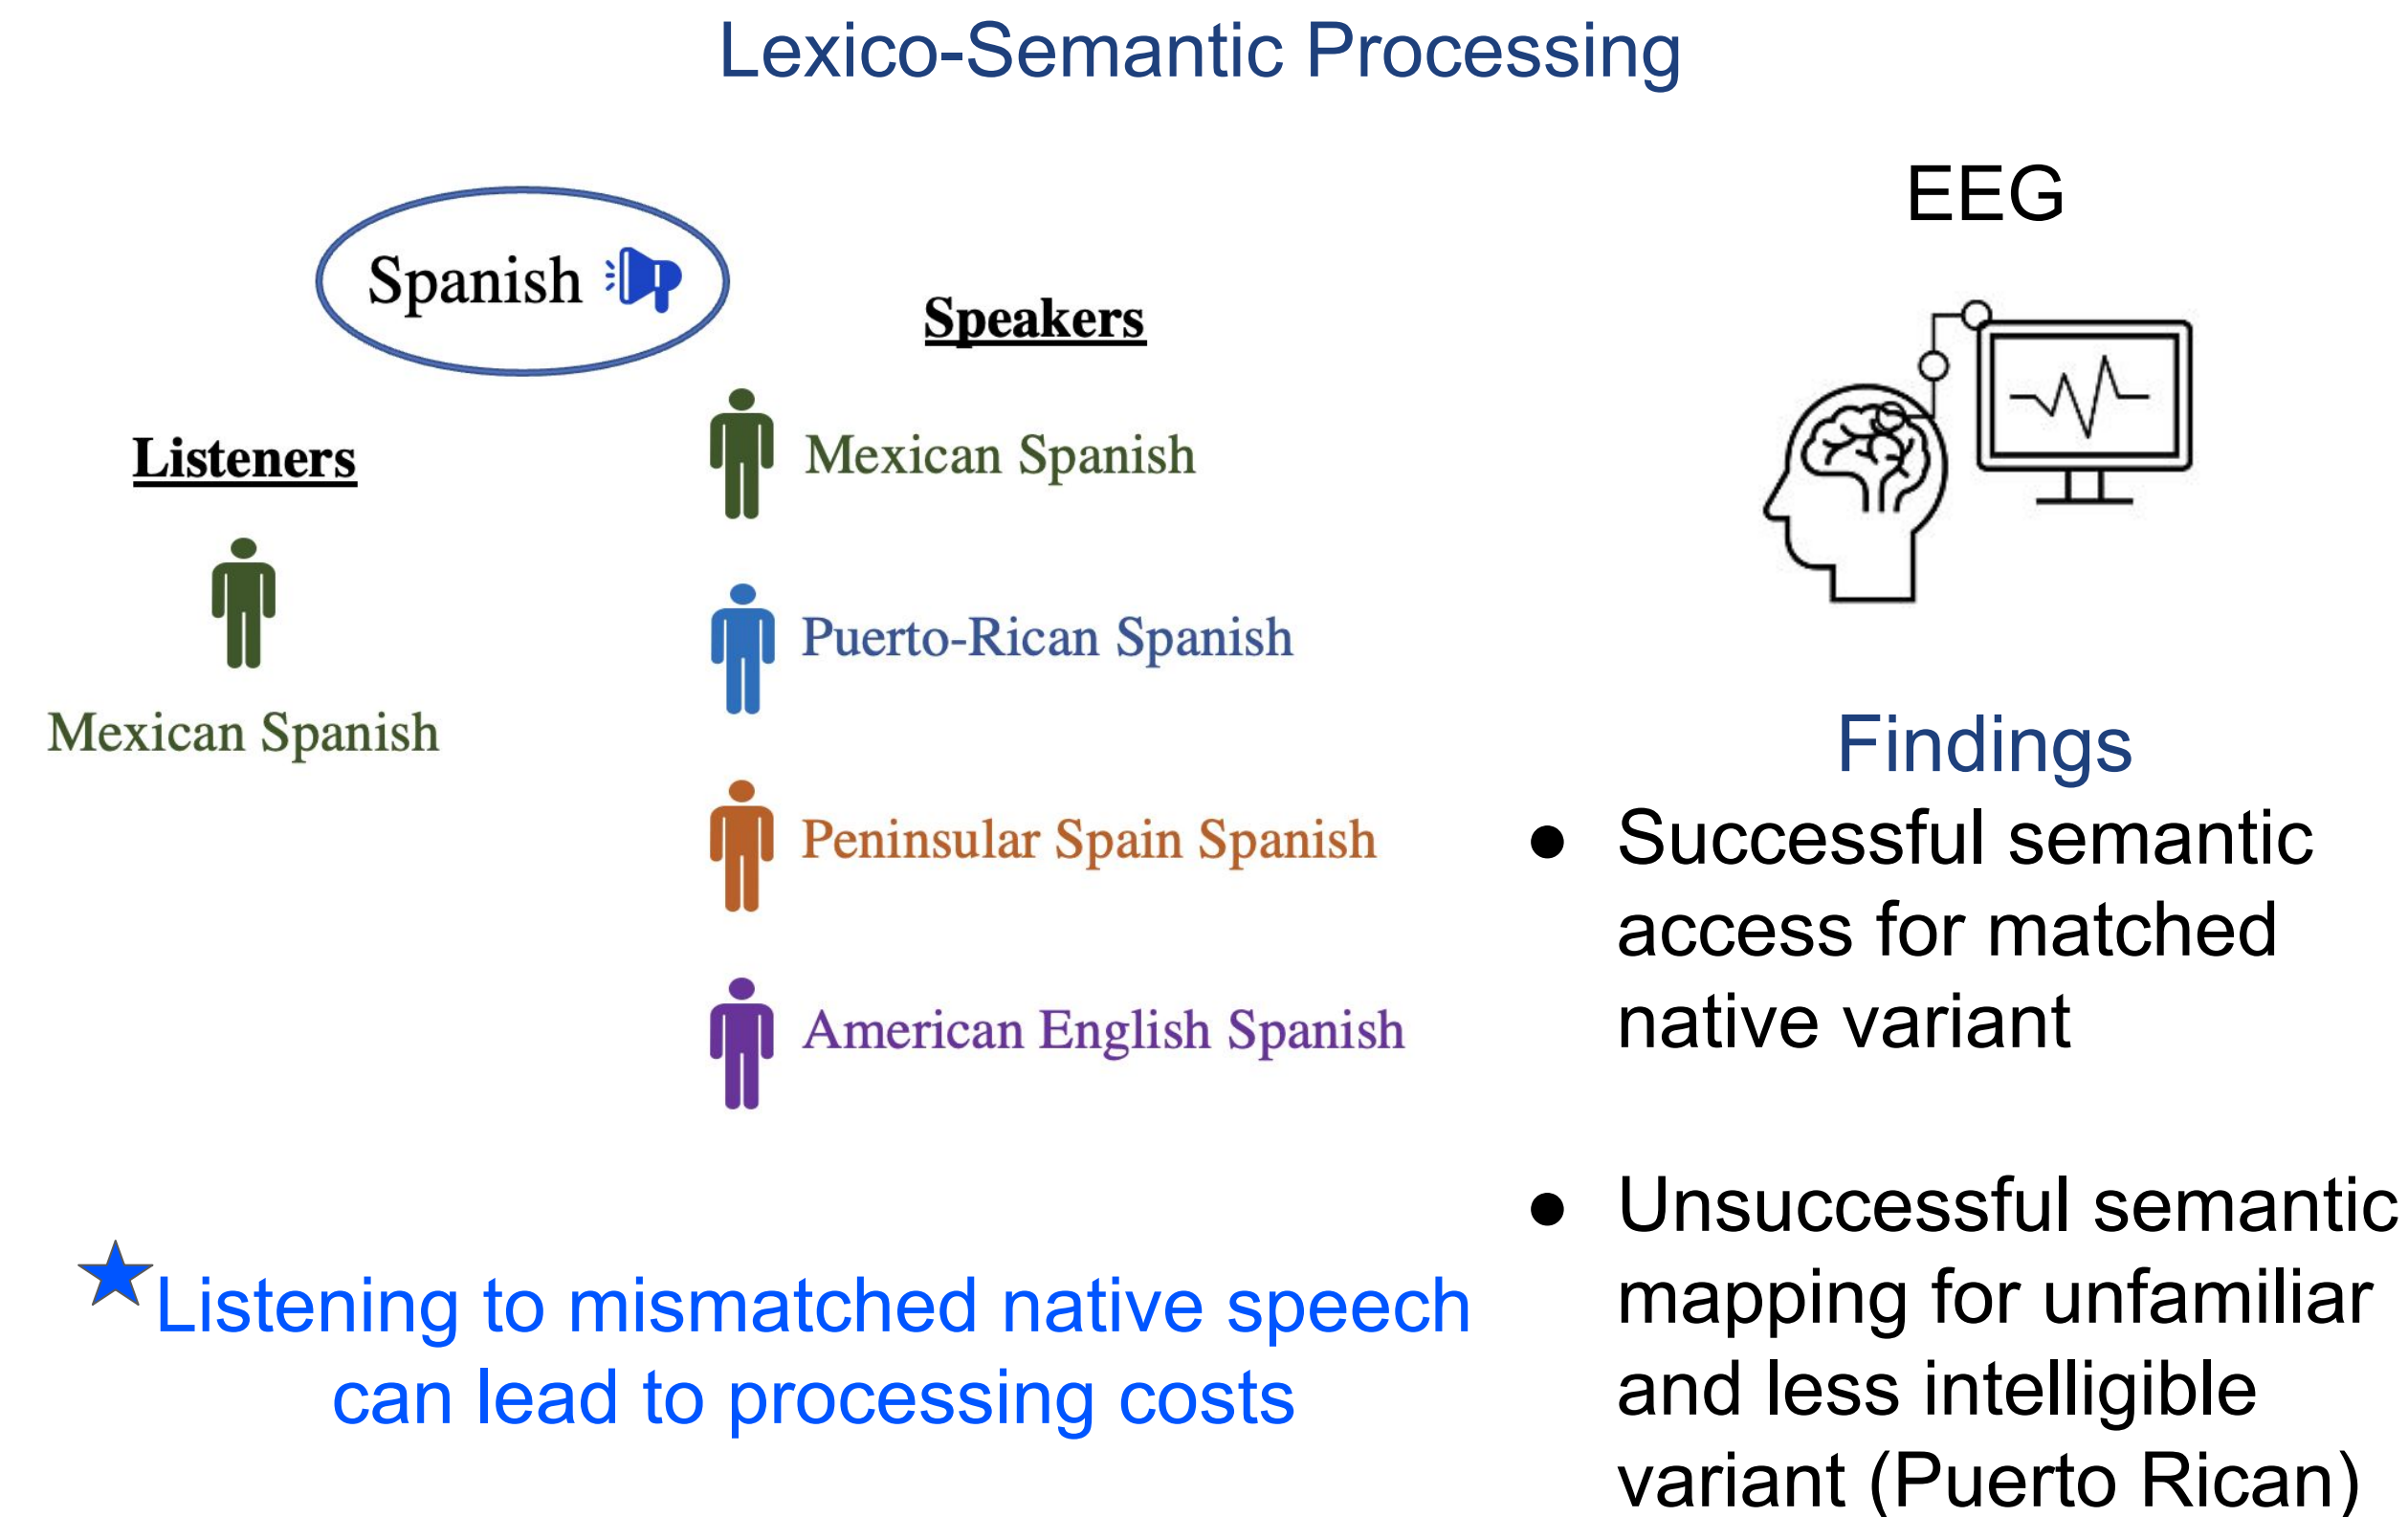 Lexico-Semantic Processing
Spanish
Listeners
Mexican Spanish
Speakers
Mexican Spanish
Puerto-Rican Spanish
Peninsular Spain Spanish
American English Spanish
★Listening to mismatched native speech
can lead to processing costs
EEG
Findings
● Successful semantic
access for matched
native variant
● Unsuccessful semantic
mapping for unfamiliar
and less intelligible
variant (Puerto Rican)